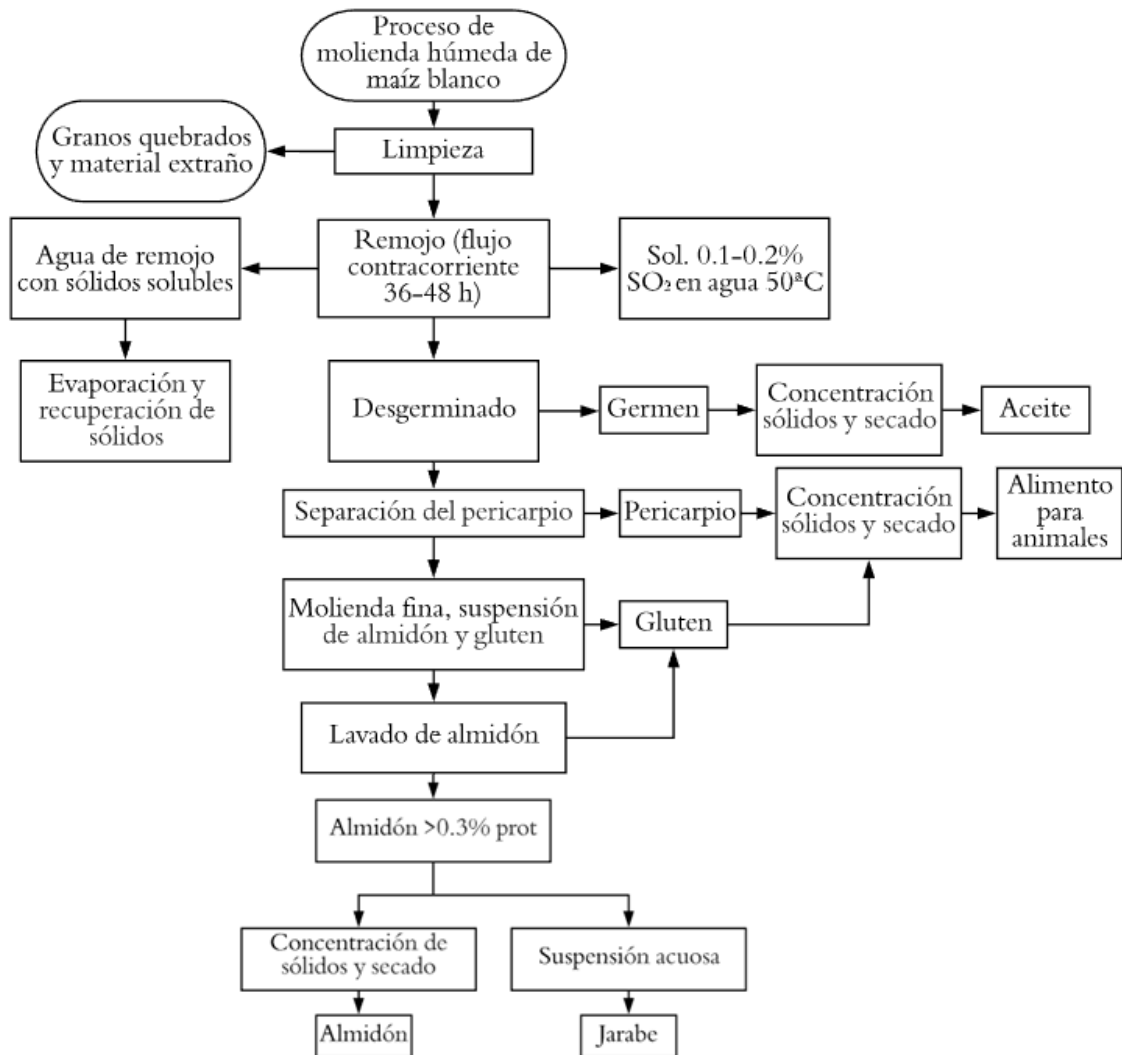 Proceso de
molienda húmeda de
maíz blanco
Granos quebrados
y material extraño
Limpieza
Agua de remojo
con sólidos solubles
Remojo (flujo
contracorriente
36-48 h)
Sol. 0.1-0.2%
SO₂ en agua 50ªC
Evaporación y
recuperación de
sólidos
Desgerminado
Germen
Concentración
sólidos y secado
Aceite
Separación del pericarpio
Pericarpio
Concentración
sólidos y secado
Alimento
para
animales
Molienda fina, suspensión
de almidón y gluten
Gluten
Lavado de almidón
Almidón >0.3% prot
Concentración de
sólidos y secado
Suspensión acuosa
Almidón
Jarabe